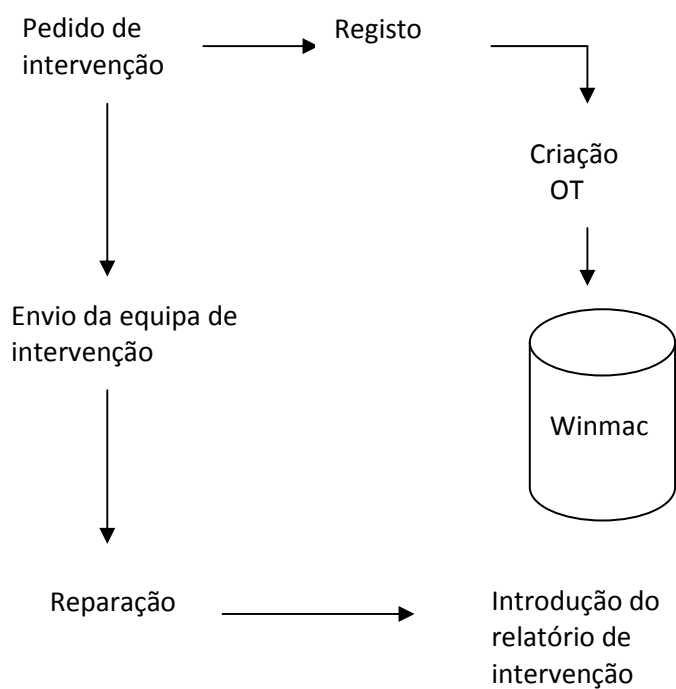 Pedido de
intervenção
Registo
Criação
OT
Envio da equipa de
intervenção
Winmac
Reparação
Introdução do
relatório de
intervenção